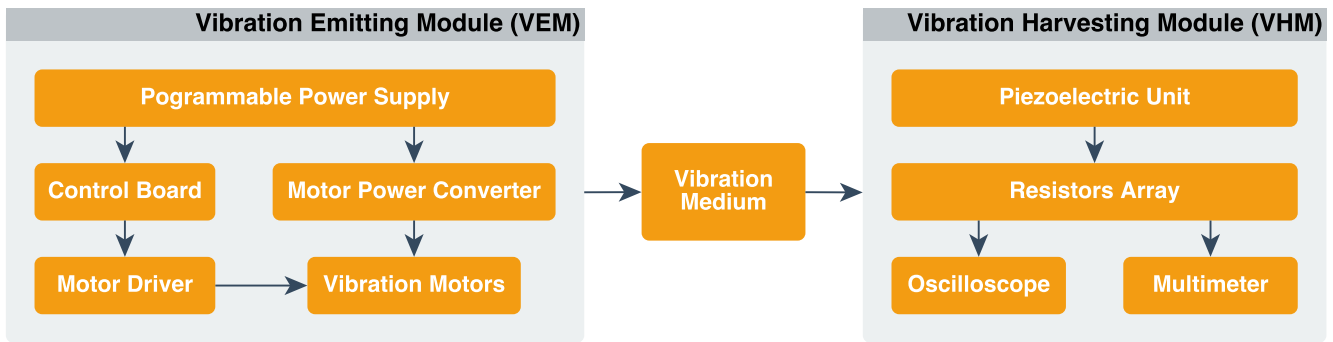 Vibration Emitting Module (VEM)
Pogrammable Power Supply
Control Board
Motor Power Converter
Motor Driver
Vibration Motors
Vibration
Medium
Vibration Harvesting Module (VHM)
Piezoelectric Unit
Resistors Array
Oscilloscope
Multimeter